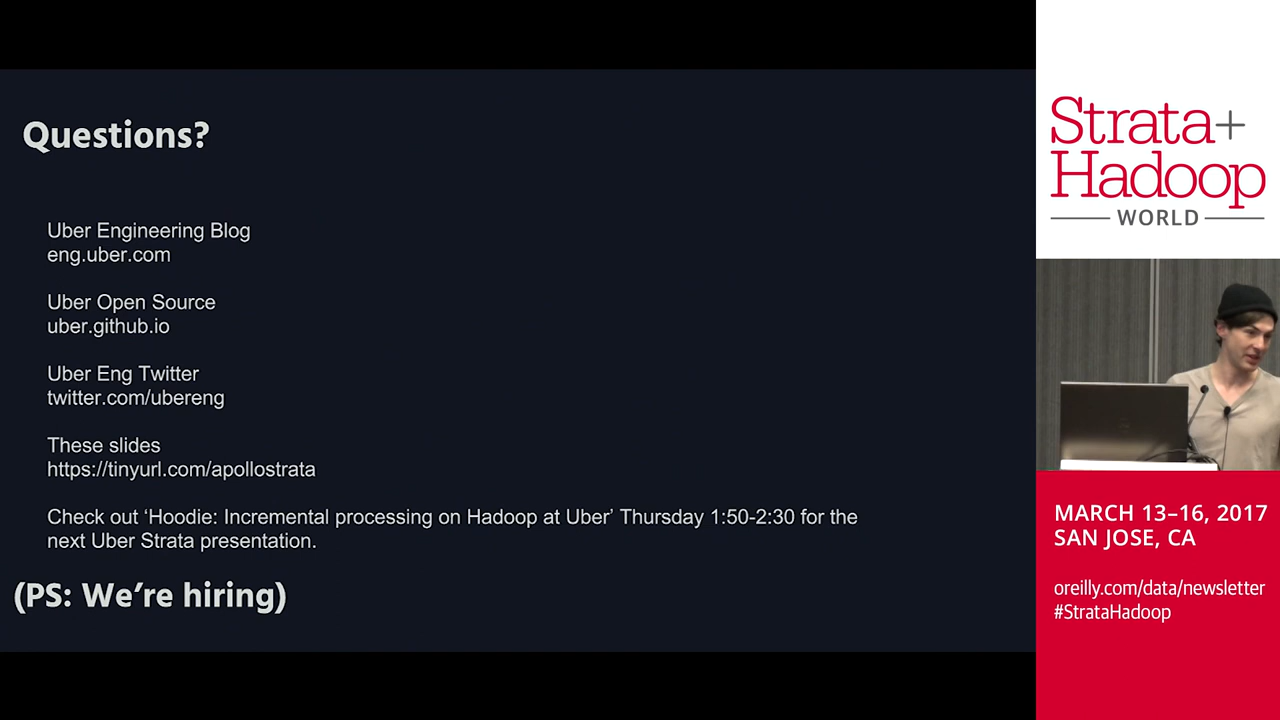 Questions?
Uber Engineering Blog
eng.uber.com
Uber Open Source
uber.github.io
Uber Eng Twitter
twitter.com/ubereng
These slides
https://tinyurl.com/apollostrata
Check out ‘Hoodie: Incremental processing on Hadoop at Uber’ Thursday 1:50-2:30 for the
next Uber Strata presentation.
(PS: We’re hiring)
Strata+
Hadoop
WORLD
MARCH 13–16, 2017
SAN JOSE, CA
oreilly.com/data/newsletter
#StrataHadoop